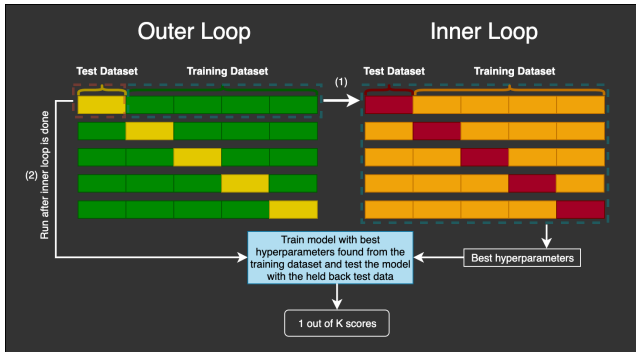 Outer Loop
Inner Loop
Test Dataset
Training Dataset
(1)
Test Dataset
Training Dataset
(2)
Run after inner loop is done
Train model with best
hyperparameters found from the
training dataset and test the model
with the held back test data
Best hyperparameters
1 out of K scores